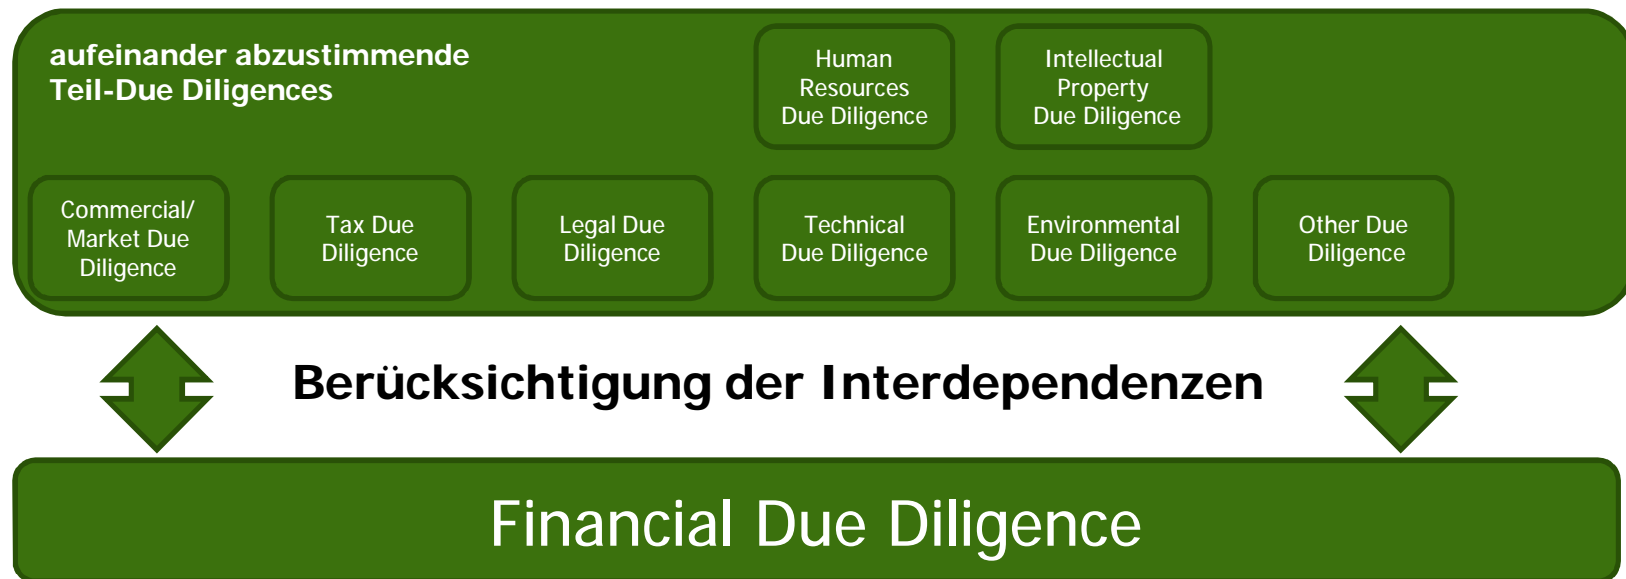 aufeinander abzustimmende
Teil-Due Diligences
Human
Resources
Due Diligence
Intellectual
Property
Due Diligence
Commercial/
Market Due
Diligence
Tax Due
Diligence
Legal Due
Diligence
Technical
Due Diligence
Environmental
Due Diligence
Other Due
Diligence
Berücksichtigung der Interdependenzen
Financial Due Diligence